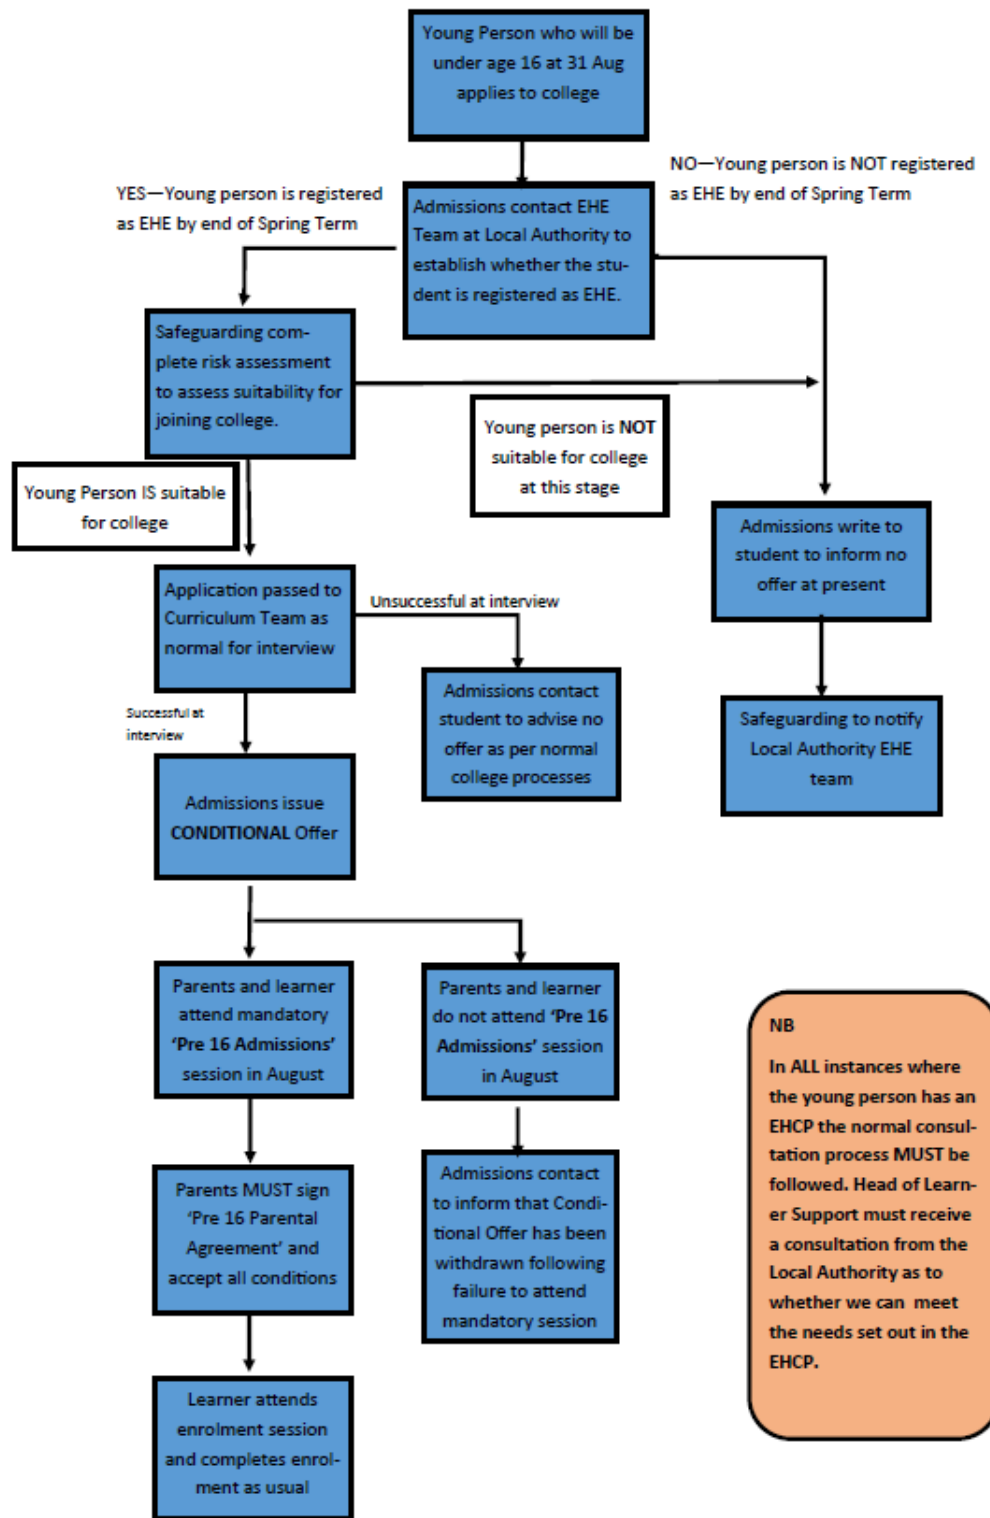 Young Person who will be
under age 16 at 31 Aug
applies to college
NO—Young person is NOT registered
as EHE by end of Spring Term
YES—Young person is registered
as EHE by end of Spring Term
Admissions contact EHE
Team at Local Authority to
establish whether the stu-
dent is registered as EHE.
Safeguarding com-
plete risk assessment
to assess suitability for
joining college.
Young person is NOT
suitable for college
at this stage
Young Person IS suitable
for college
Admissions write to
student to inform no
offer at present
Application passed to
Curriculum Team as
normal for interview
Unsuccessful at interview
Admissions contact
student to advise no
offer as per normal
college processes
Safeguarding to notify
Local Authority EHE
team
Successful at
interview
Admissions issue
CONDITIONAL Offer
Parents and learner
attend mandatory
‘Pre 16 Admissions’
session in August
Parents and learner
do not attend ‘Pre 16
Admissions’ session
in August
Parents MUST sign
‘Pre 16 Parental
Agreement’ and
accept all conditions
Admissions contact
to inform that Condi-
tional Offer has been
withdrawn following
failure to attend
mandatory session
Learner attends
enrolment session
and completes enrol-
ment as usual
NB
In ALL instances where
the young person has an
EHCP the normal consul-
tation process MUST be
followed. Head of Learn-
er Support must receive
a consultation from the
Local Authority as to
whether we can meet
the needs set out in the
EHCP.